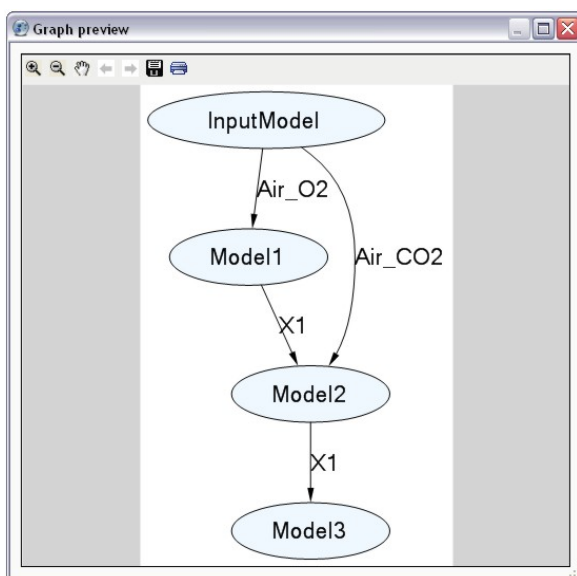 Graph preview
InputModel
Air_O2
Model1
Air_CO2
X1
Model2
X1
Model3